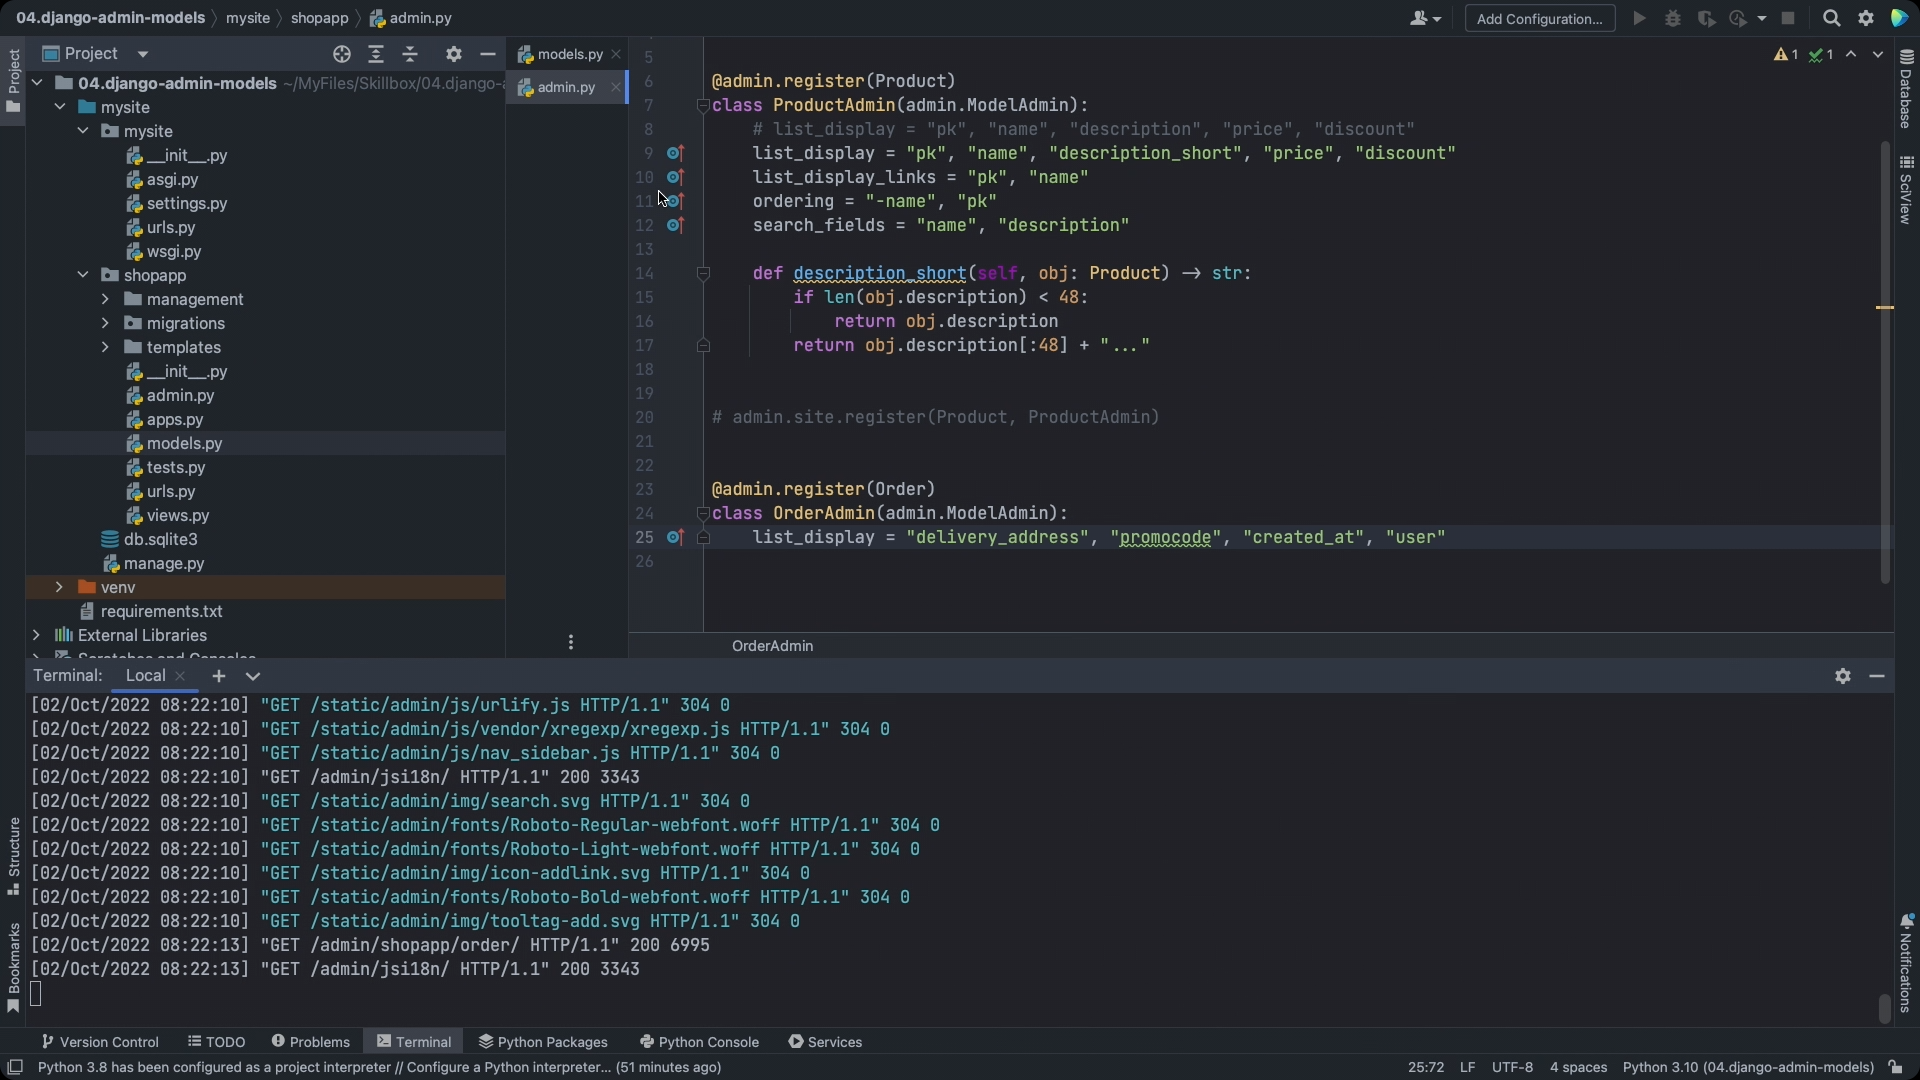 04.django-admin-models
mysite
shopapp
admin.py
Add Configuration...
Project
04.django-admin-models ~/MyFiles/Skillbox/04.django-
mysite
mysite
__init__.py
asgi.py
settings.py
urls.py
wsgi.py
shopapp
management
migrations
templates
__init__.py
admin.py
apps.py
models.py
tests.py
urls.py
views.py
db.sqlite3
manage.py
venv
requirements.txt
External Libraries
Scratches and Consoles
models.py
admin.py
1 1
5
6 @admin.register(Product)
7 class ProductAdmin(admin.ModelAdmin):
8 # list_display = "pk", "name", "description", "price", "discount"
9 list_display = "pk", "name", "description_short", "price", "discount"
10 list_display_links = "pk", "name"
11 ordering = "-name", "pk"
12 search_fields = "name", "description"
13
14 def description_short(self, obj: Product) → str:
15 if len(obj.description) < 48:
16 return obj.description
17 return obj.description[:48] + "..."
18
19
20 # admin.site.register(Product, ProductAdmin)
21
22
23 @admin.register(Order)
24 class OrderAdmin(admin.ModelAdmin):
25 list_display = "delivery_address", "promocode", "created_at", "user"
26
OrderAdmin
Project
Structure
Bookmarks
Database
SciView
Notifications
Terminal: Local
[02/Oct/2022 08:22:10] "GET /static/admin/js/urlify.js HTTP/1.1" 304 0
[02/Oct/2022 08:22:10] "GET /static/admin/js/vendor/xregexp/xregexp.js HTTP/1.1" 304 0
[02/Oct/2022 08:22:10] "GET /static/admin/js/nav_sidebar.js HTTP/1.1" 304 0
[02/Oct/2022 08:22:10] "GET /admin/jsi18n/ HTTP/1.1" 200 3343
[02/Oct/2022 08:22:10] "GET /static/admin/img/search.svg HTTP/1.1" 304 0
[02/Oct/2022 08:22:10] "GET /static/admin/fonts/Roboto-Regular-webfont.woff HTTP/1.1" 304 0
[02/Oct/2022 08:22:10] "GET /static/admin/fonts/Roboto-Light-webfont.woff HTTP/1.1" 304 0
[02/Oct/2022 08:22:10] "GET /static/admin/img/icon-addlink.svg HTTP/1.1" 304 0
[02/Oct/2022 08:22:10] "GET /static/admin/fonts/Roboto-Bold-webfont.woff HTTP/1.1" 304 0
[02/Oct/2022 08:22:10] "GET /static/admin/img/tooltag-add.svg HTTP/1.1" 304 0
[02/Oct/2022 08:22:13] "GET /admin/shopapp/order/ HTTP/1.1" 200 6995
[02/Oct/2022 08:22:13] "GET /admin/jsi18n/ HTTP/1.1" 200 3343
Version Control
TODO
Problems
Terminal
Python Packages
Python Console
Services
Python 3.8 has been configured as a project interpreter // Configure a Python interpreter... (51 minutes ago)
25:72 LF UTF-8 4 spaces Python 3.10 (04.django-admin-models)